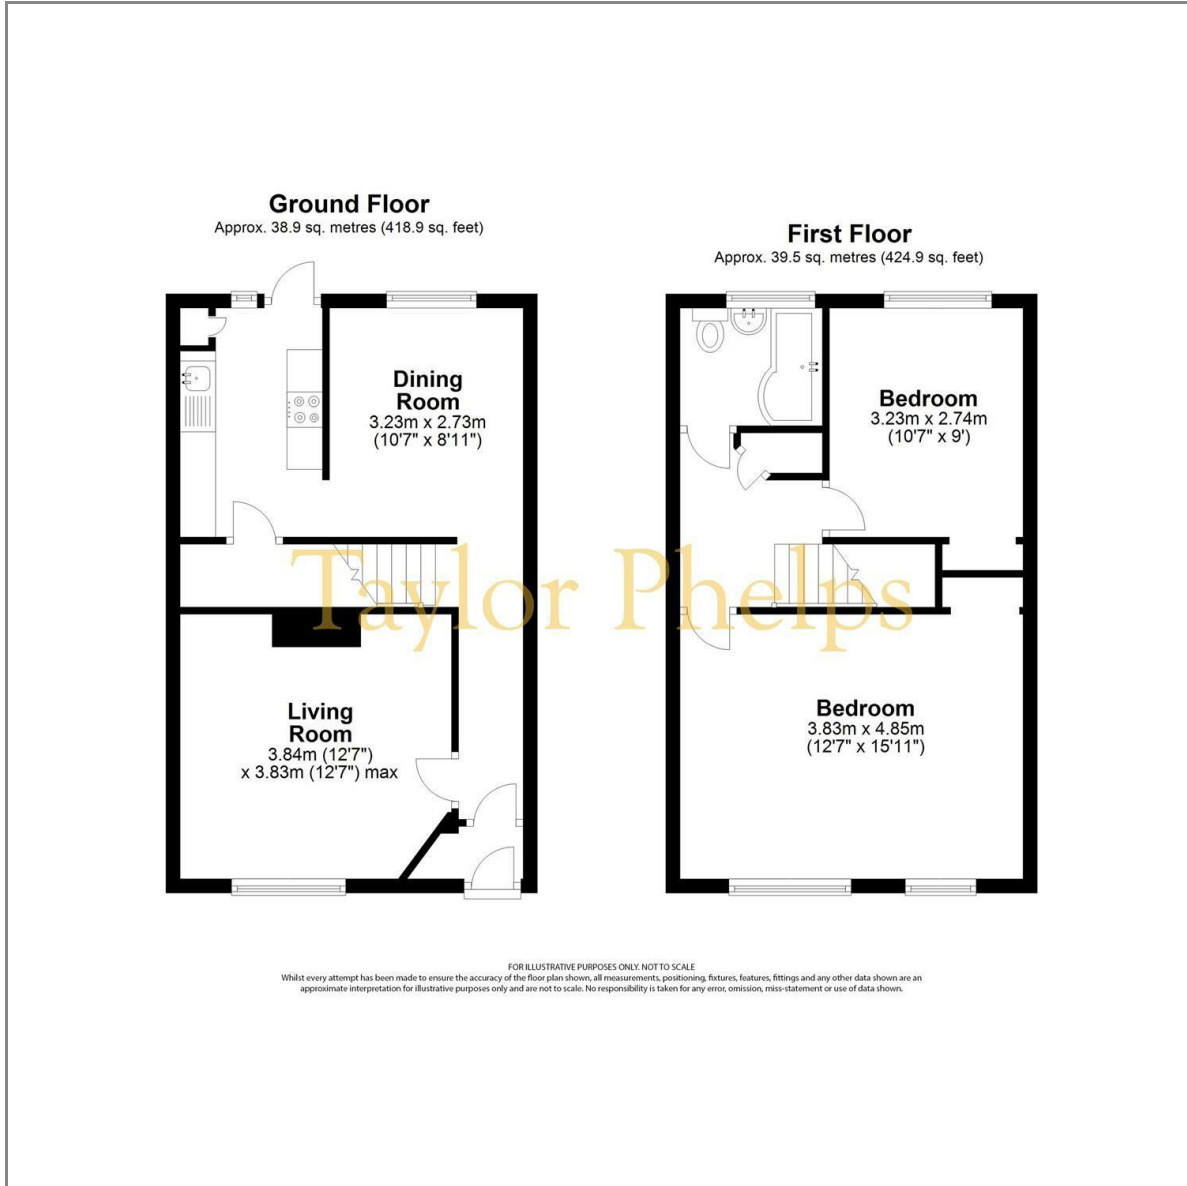 Ground Floor
Approx. 38.9 sq. metres (418.9 sq. feet)
First Floor
Approx. 39.5 sq. metres (424.9 sq. feet)
Dining
Room
3.23m x 2.73m
(10'7" x 8'11")
Bedroom
3.23m x 2.74m
(10'7" x 9')
Taylor Phelps
Living
Room
3.84m (12'7")
x 3.83m (12'7") max
Bedroom
3.83m x 4.85m
(12'7" x 15'11")
FOR ILLUSTRATIVE PURPOSES ONLY. NOT TO SCALE
Whilst every attempt has been made to ensure the accuracy of the floor plan shown, all measurements, positioning, fixtures, features, fittings and any other data shown are an
approximate interpretation for illustrative purposes only and are not to scale. No responsibility is taken for any error, omission, miss-statement or use of data shown.